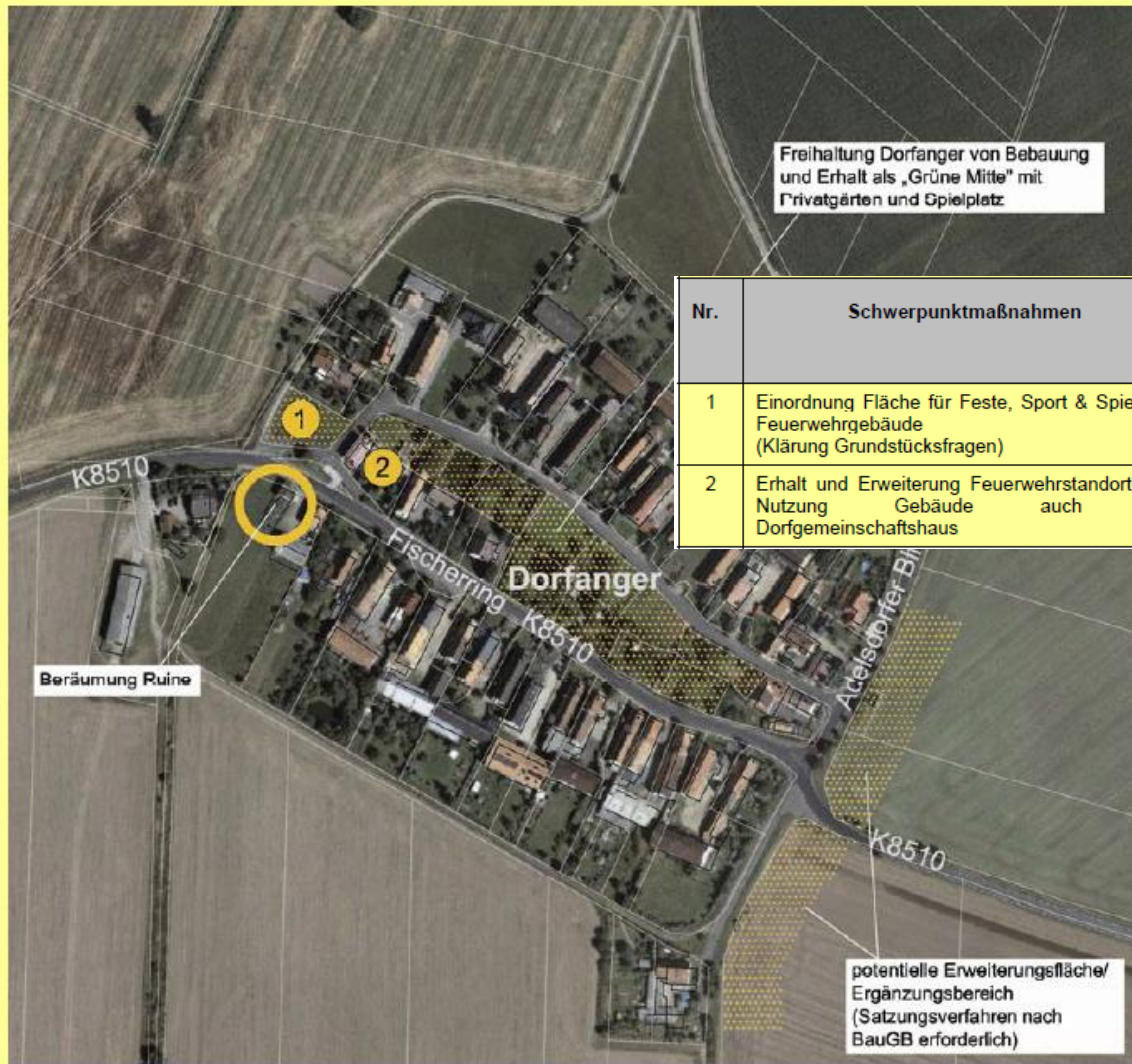 Freihaltung Dorfanger von Bebauung
und Erhalt als „Grüne Mitte" mit
Privatgärten und Spielplatz
Nr. Schwerpunktmaßnahmen
1 Einordnung Fläche für Feste, Sport & Spie
Feuerwehrgebäude
(Klärung Grundstücksfragen)
2 Erhalt und Erweiterung Feuerwehrstandort
Nutzung Gebäude auch
Dorfgemeinschaftshaus
1
2
K8510
Fischerring K8510
Dorfanger
Adelsdorfer
Beräumung Ruine
K8510
potentielle Erweiterungsfläche/
Ergänzungsbereich
(Satzungsverfahren nach
BauGB erforderlich)